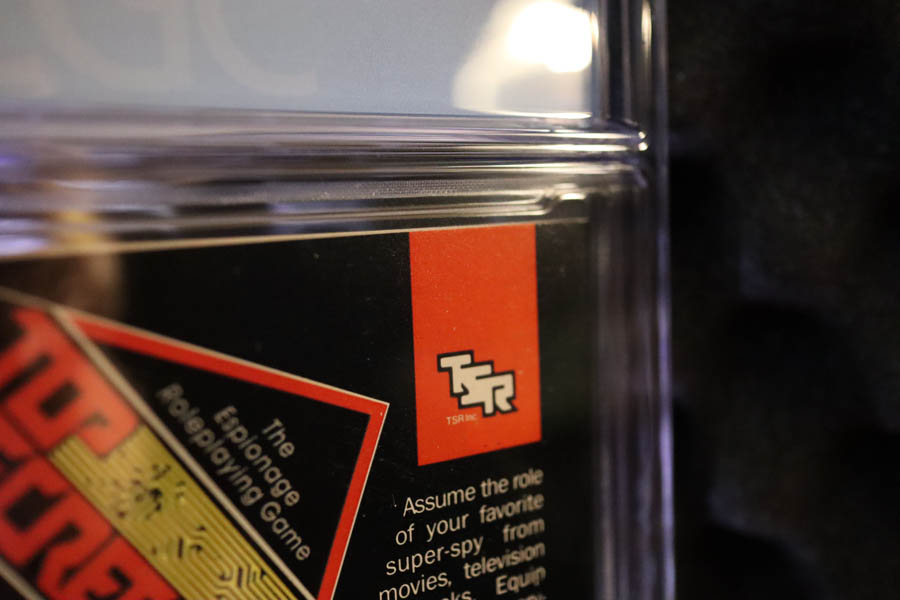 TSR
TSR Inc
The
Espionage
Roleplaying Game
Assume the role
of your favorite
super-spy from
movies, television
Equip